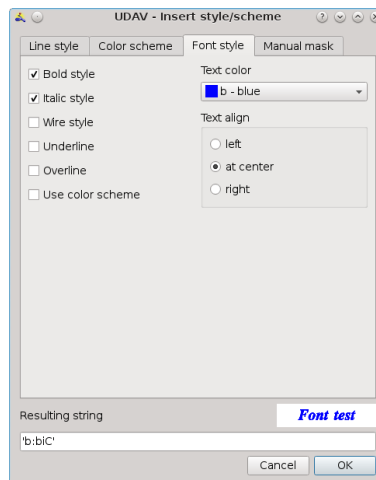 UDAV - Insert style/scheme
Line style Color scheme Font style Manual mask
Bold style
Italic style
Wire style
Underline
Overline
Use color scheme
Text color
b - blue
Text align
left
at center
right
Resulting string
Font test
'b:biC'
Cancel OK